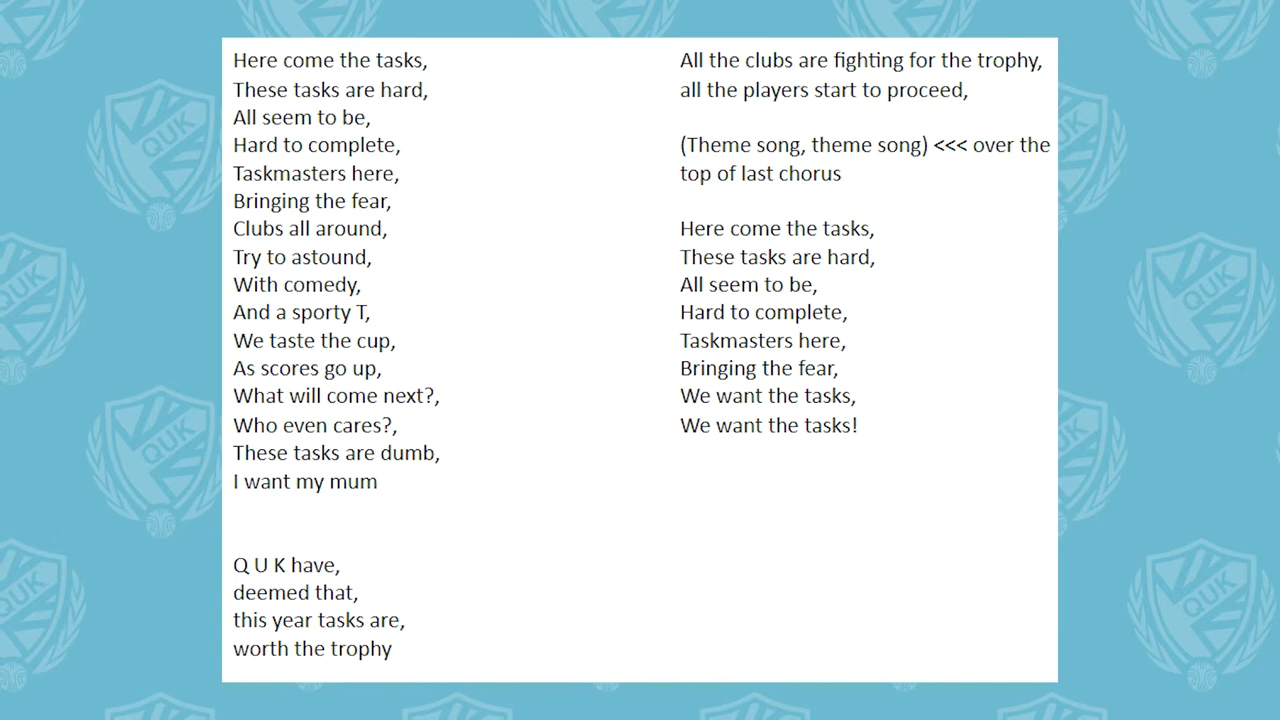 Here come the tasks,
These tasks are hard,
All seem to be,
Hard to complete,
Taskmasters here,
Bringing the fear,
Clubs all around,
Try to astound,
With comedy,
And a sporty T,
We taste the cup,
As scores go up,
What will come next?,
Who even cares?,
These tasks are dumb,
I want my mum
Q U K have,
deemed that,
this year tasks are,
worth the trophy
All the clubs are fighting for the trophy,
all the players start to proceed,
(Theme song, theme song) <<< over the
top of last chorus
Here come the tasks,
These tasks are hard,
All seem to be,
Hard to complete,
Taskmasters here,
Bringing the fear,
We want the tasks,
We want the tasks!
QUK
QUK
QUK
QUK
QUK
QUK